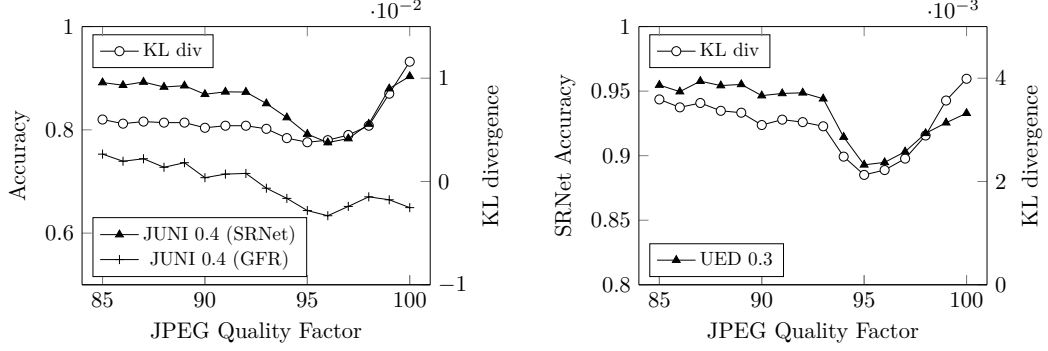 ·10⁻²
1
0.8
0.6
Accuracy
KL div
JUNI 0.4 (SRNet)
JUNI 0.4 (GFR)
1
0
−1
KL divergence
85
90
95
100
JPEG Quality Factor
·10⁻³
1
0.95
0.9
0.85
0.8
SRNet Accuracy
KL div
UED 0.3
4
2
0
KL divergence
85
90
95
100
JPEG Quality Factor